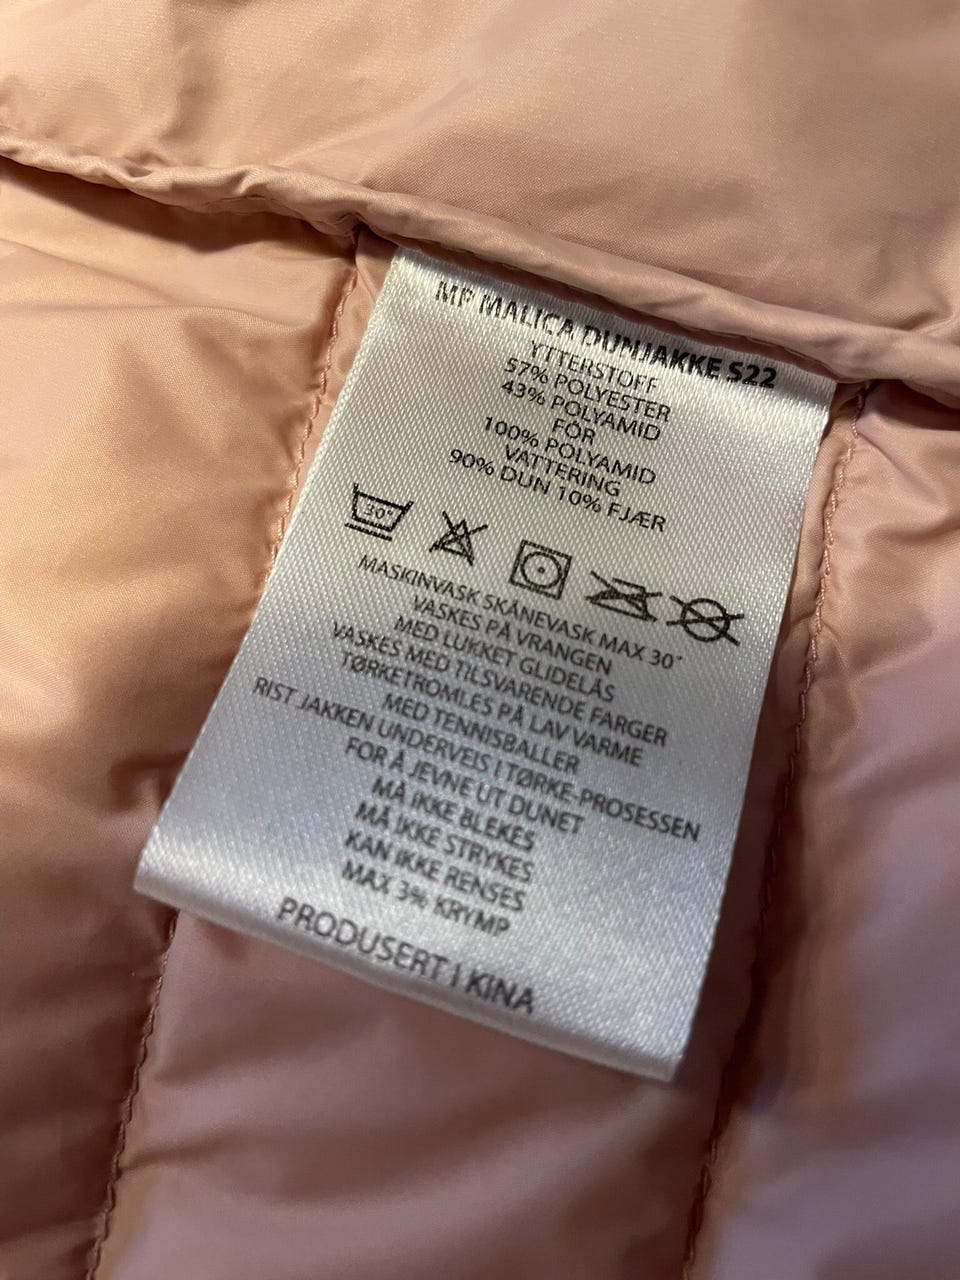 MP MALICA DUNJAKKE S22
YTTERSTOFF
57% POLYESTER
43% POLYAMID
FÔR
100% POLYAMID
VATTERING
90% DUN 10% FJÆR
30°
MASKINVASK SKÅNEVASK MAX 30°
VASKES PÅ VRANGEN
MED LUKKET GLIDELÅS
VASKES MED TILSVARENDE FARGER
TØRKETROMLES PÅ LAV VARME
MED TENNISBALLER
RIST JAKKEN UNDERVEIS I TØRKE-PROSESSEN
FOR Å JEVNE UT DUNET
MÅ IKKE BLEKES
MÅ IKKE STRYKES
KAN IKKE RENSES
MAX 3% KRYMP
PRODUSERT I KINA